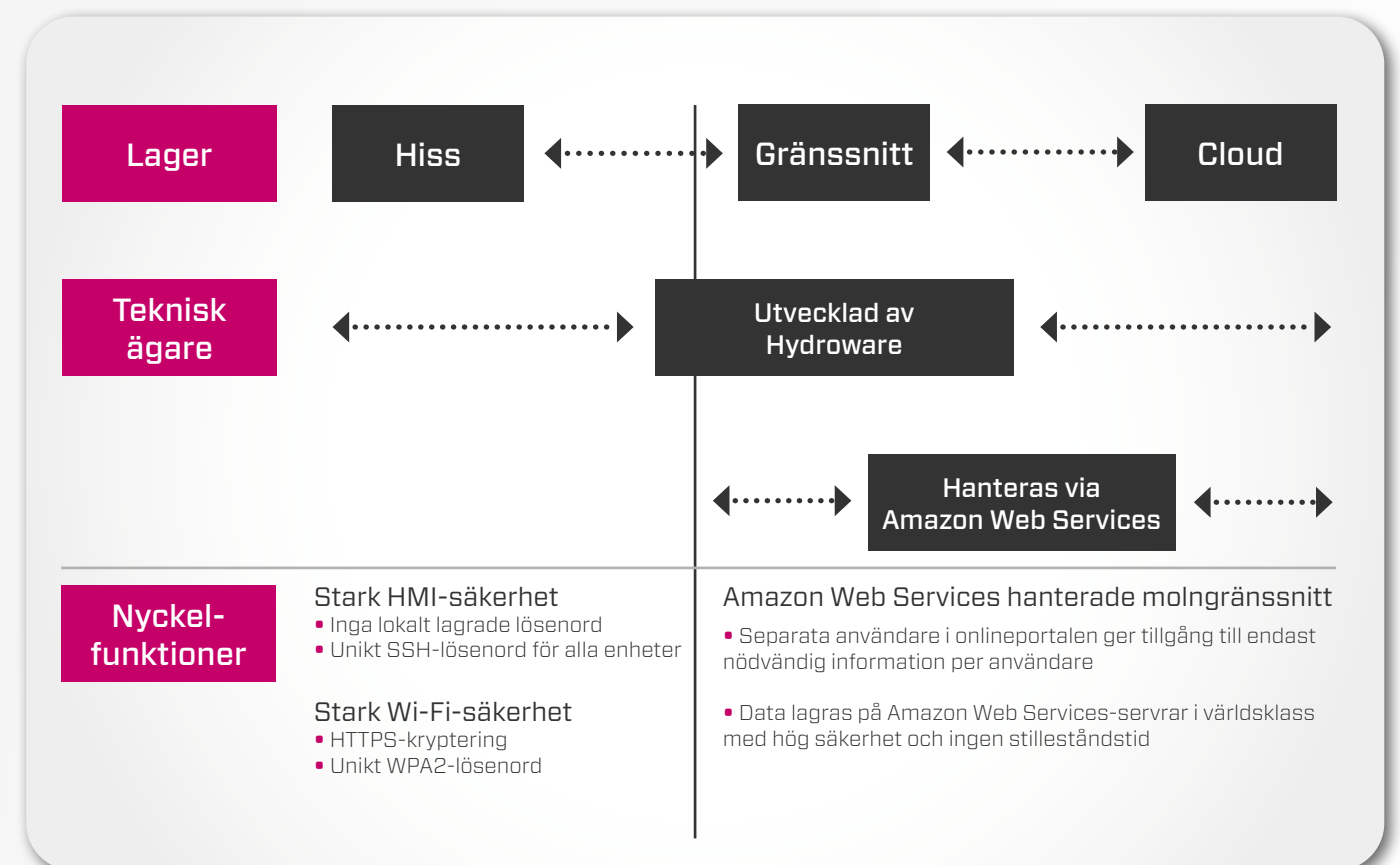 Lager
Hiss
Gränssnitt
Cloud
Teknisk
ägare
Utvecklad av
Hydroware
Hanteras via
Amazon Web Services
Nyckel-
funktioner
Stark HMI-säkerhet
• Inga lokalt lagrade lösenord
• Unikt SSH-lösenord för alla enheter
Stark Wi-Fi-säkerhet
• HTTPS-kryptering
• Unikt WPA2-lösenord
Amazon Web Services hanterade molngränssnitt
• Separata användare i onlineportalen ger tillgång till endast
nödvändig information per användare
• Data lagras på Amazon Web Services-servrar i världsklass
med hög säkerhet och ingen stilleståndstid